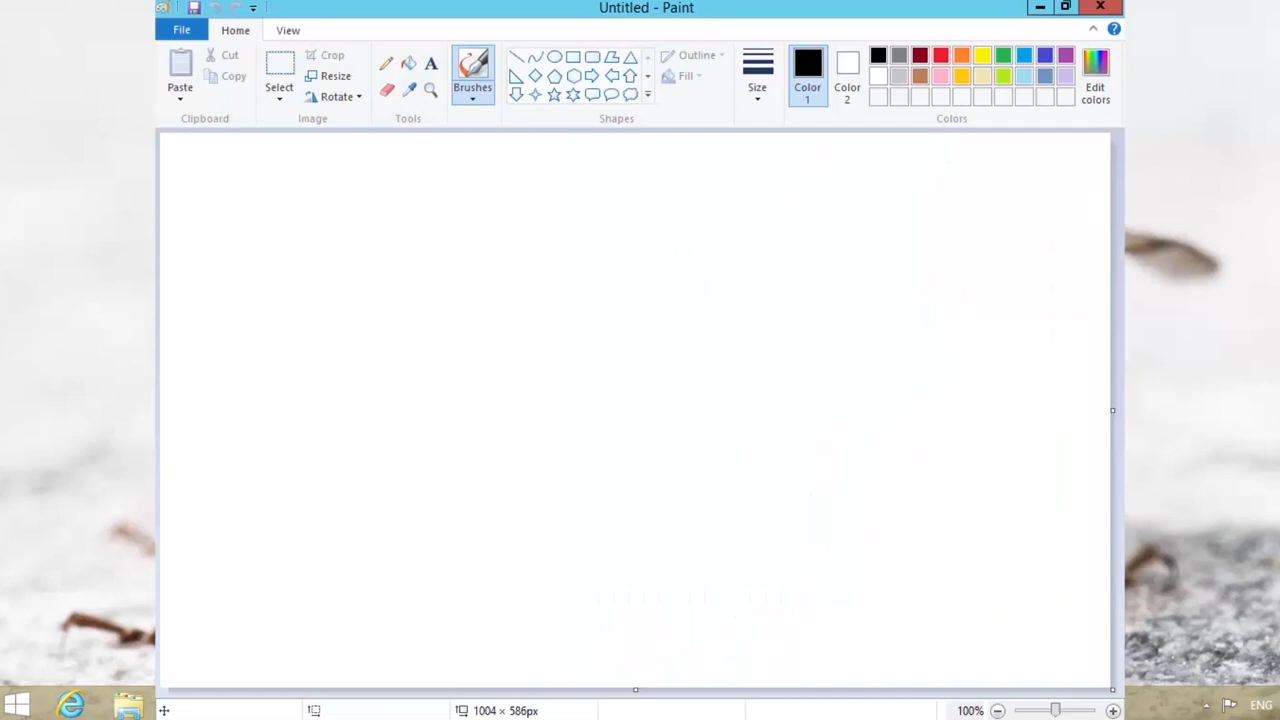 Untitled - Paint
File Home View
Cut Crop Outline
Copy Resize Fill
Paste Select Rotate Brushes Size Color 1 Color 2 Edit colors
Clipboard Image Tools Shapes Colors
1004 × 586px 100%
ENG